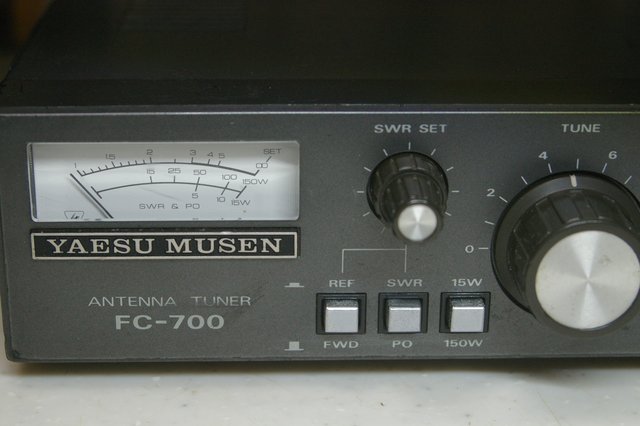 1 1.5 2 3 4 5 ∞ SET
15 25 50 100 150W
5 10 15W
SWR & PO
YAESU MUSEN
ANTENNA TUNER
FC-700
SWR SET
TUNE
0 2 4 6
REF SWR 15W
FWD PO 150W